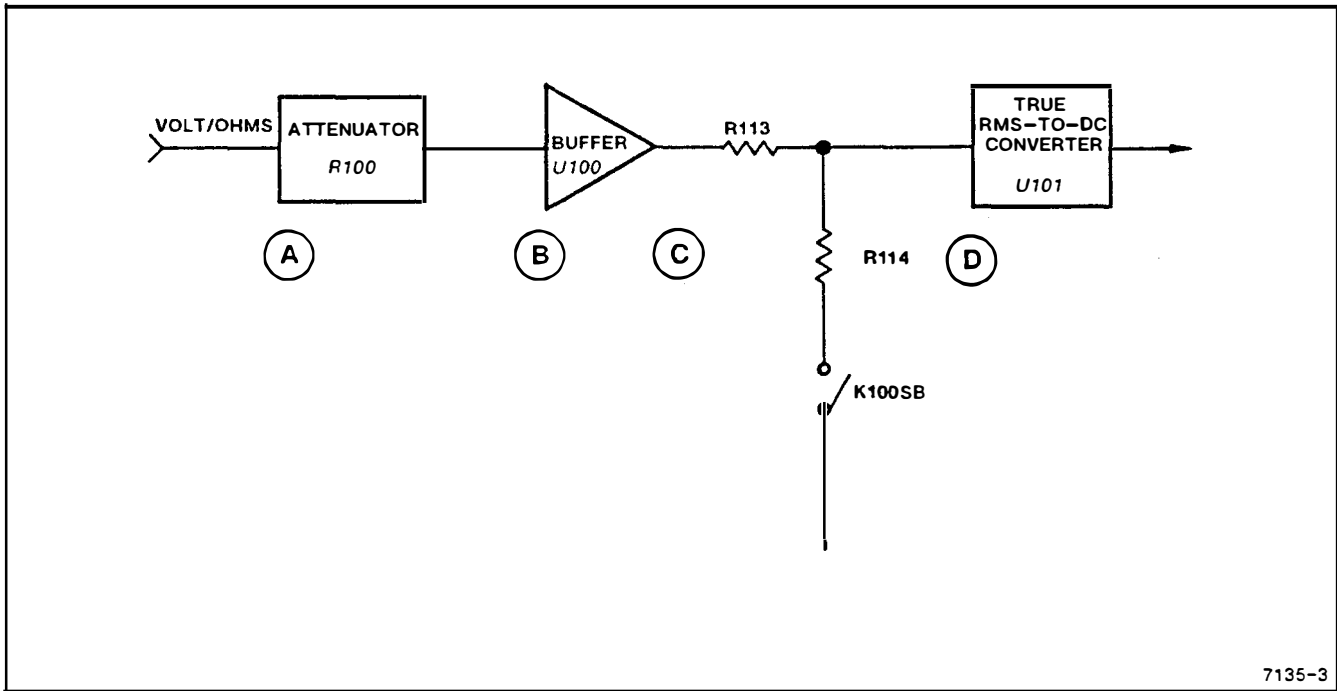 VOLT/OHMS
ATTENUATOR
R100
BUFFER
U100
R113
TRUE
RMS-TO-DC
CONVERTER
U101
A
B
C
R114
D
K100SB
7135-3